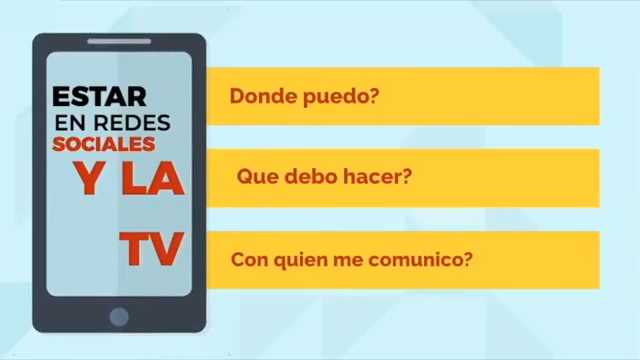 ESTAR
EN REDES
SOCIALES
Y LA
TV
Donde puedo?
Que debo hacer?
Con quien me comunico?